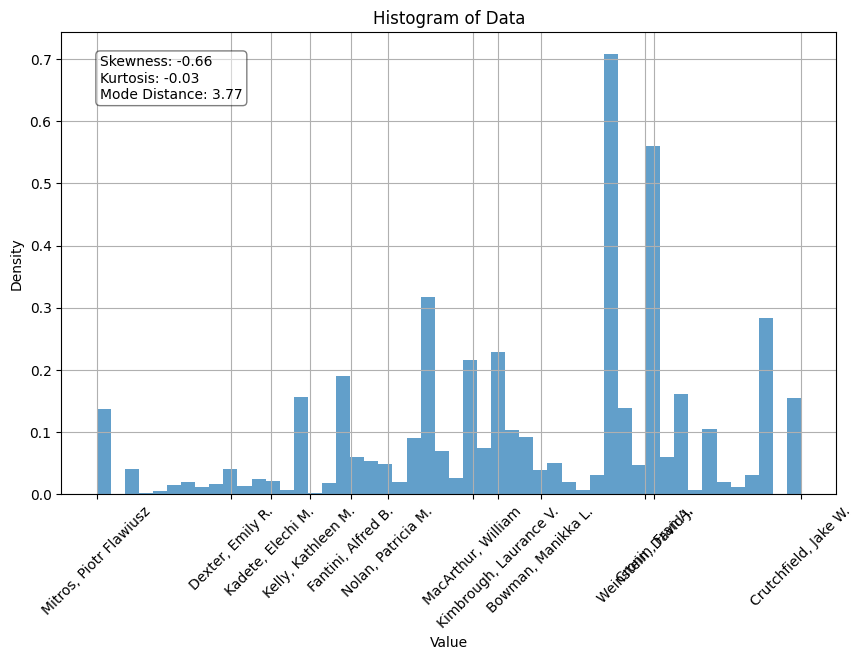 Histogram of Data
Skewness: -0.66
Kurtosis: -0.03
Mode Distance: 3.77
Density
0.7
0.6
0.5
0.4
0.3
0.2
0.1
0.0
Mitros, Piotr Flawiusz
Dexter, Emily R.
Kadete, Elechi M.
Kelly, Kathleen M.
Fantini, Alfred B.
Nolan, Patricia M.
MacArthur, William
Kimbrough, Laurance V.
Bowman, Manikka L.
Weinstein, David J.
Crutchfield, Jake W.
Value